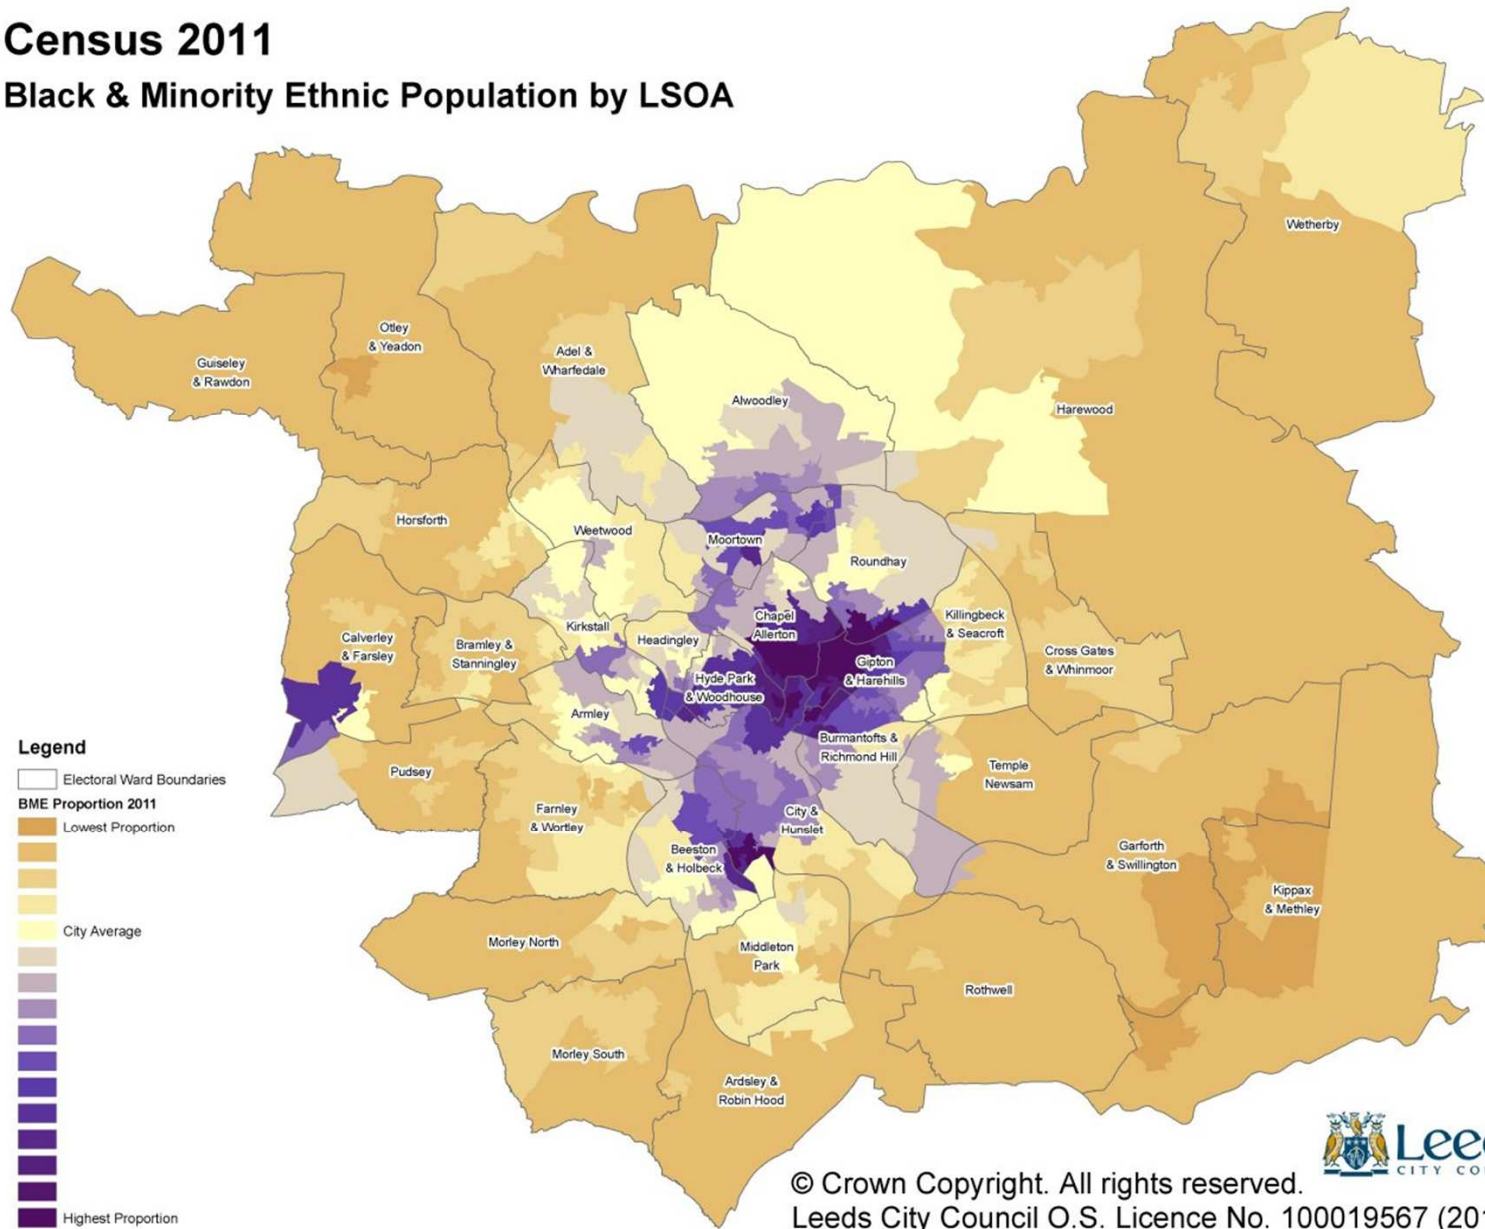 Census 2011
Black & Minority Ethnic Population by LSOA
Wetherby
Otley
& Yeadon
Guiseley
& Rawdon
Adel &
Wharfedale
Alwoodley
Harewood
Horsforth
Weetwood
Moortown
Roundhay
Calverley
& Farsley
Bramley &
Stanningley
Kirkstall
Headingley
Chapel
Allerton
Killingbeck
& Seacroft
Cross Gates
& Whinmoor
Hyde Park
& Woodhouse
Gipton
& Harehills
Armley
Burmantofts &
Richmond Hill
Pudsey
Temple
Newsam
Farnley
& Wortley
City &
Hunslet
Beeston
& Holbeck
Garforth
& Swillington
Kippax
& Methley
Morley North
Middleton
Park
Rothwell
Morley South
Ardsley &
Robin Hood
Legend
Electoral Ward Boundaries
BME Proportion 2011
Lowest Proportion
City Average
Highest Proportion
Lee
CITY CO
© Crown Copyright. All rights reserved.
Leeds City Council O.S. Licence No. 100019567 (201